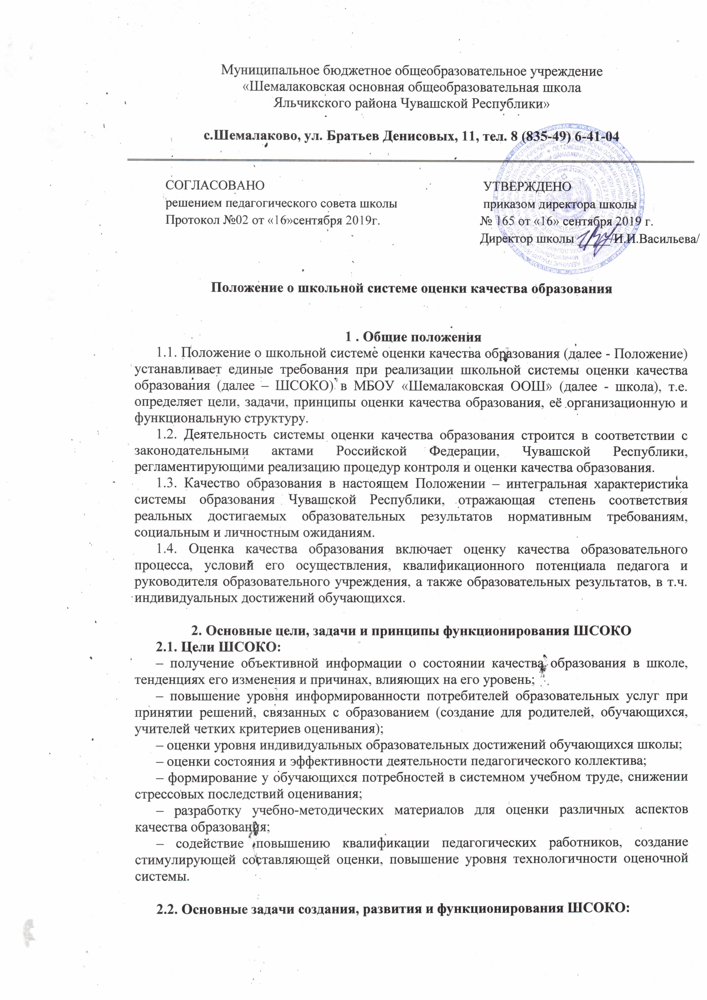 Муниципальное бюджетное общеобразовательное учреждение
«Шемалаковская основная общеобразовательная школа
Яльчикского района Чувашской Республики»
с.Шемалаково, ул. Братьев Денисовых, 11, тел. 8 (835-49) 6-41-04
СОГЛАСОВАНО
решением педагогического совета школы
Протокол №02 от «16»сентября 2019г.
УТВЕРЖДЕНО
приказом директора школы
№ 165 от «16» сентября 2019 г.
Директор школы ______/И.И.Васильева/
Положение о школьной системе оценки качества образования
1 . Общие положения
1.1. Положение о школьной системе оценки качества образования (далее - Положение)
устанавливает единые требования при реализации школьной системы оценки качества
образования (далее – ШСОКО) в МБОУ «Шемалаковская ООШ» (далее - школа), т.е.
определяет цели, задачи, принципы оценки качества образования, её организационную и
функциональную структуру.
1.2. Деятельность системы оценки качества образования строится в соответствии с
законодательными актами Российской Федерации, Чувашской Республики,
регламентирующими реализацию процедур контроля и оценки качества образования.
1.3. Качество образования в настоящем Положении – интегральная характеристика
системы образования Чувашской Республики, отражающая степень соответствия
реальных достигаемых образовательных результатов нормативным требованиям,
социальным и личностным ожиданиям.
1.4. Оценка качества образования включает оценку качества образовательного
процесса, условий его осуществления, квалификационного потенциала педагога и
руководителя образовательного учреждения, а также образовательных результатов, в т.ч.
индивидуальных достижений обучающихся.
2. Основные цели, задачи и принципы функционирования ШСОКО
2.1. Цели ШСОКО:
– получение объективной информации о состоянии качества образования в школе,
тенденциях его изменения и причинах, влияющих на его уровень;
– повышение уровня информированности потребителей образовательных услуг при
принятии решений, связанных с образованием (создание для родителей, обучающихся,
учителей четких критериев оценивания);
– оценки уровня индивидуальных образовательных достижений обучающихся школы;
– оценки состояния и эффективности деятельности педагогического коллектива;
– формирование у обучающихся потребностей в системном учебном труде, снижении
стрессовых последствий оценивания;
– разработку учебно-методических материалов для оценки различных аспектов
качества образования;
– содействие повышению квалификации педагогических работников, создание
стимулирующей составляющей оценки, повышение уровня технологичности оценочной
системы.
2.2. Основные задачи создания, развития и функционирования ШСОКО: